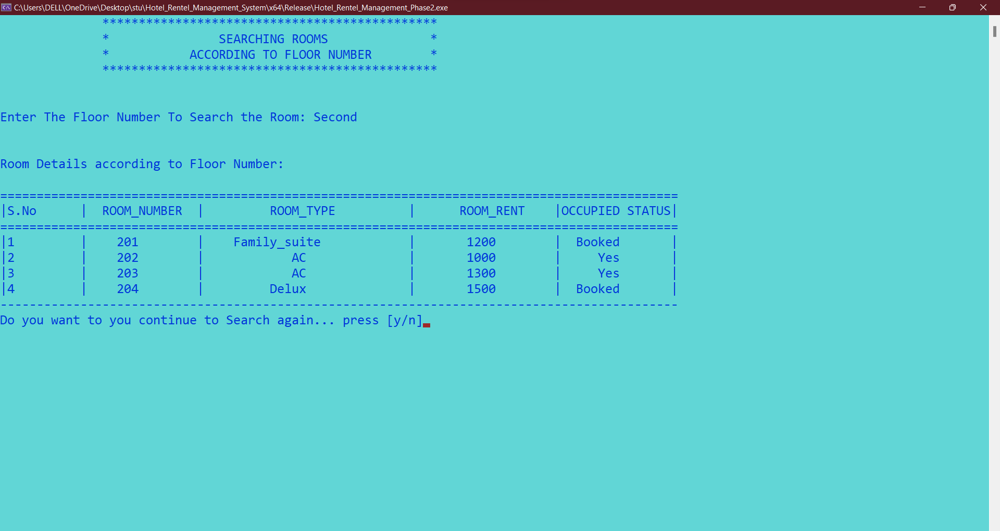 C:\Users\DELL\OneDrive\Desktop\stu\Hotel_Rentel_Management_System\x64\Release\Hotel_Rentel_Management_Phase2.exe
**********************************************
* SEARCHING ROOMS *
* ACCORDING TO FLOOR NUMBER *
**********************************************
Enter The Floor Number To Search the Room: Second
Room Details according to Floor Number:
=============================================================================================
|S.No | ROOM_NUMBER | ROOM_TYPE | ROOM_RENT |OCCUPIED STATUS|
=============================================================================================
|1 | 201 | Family_suite | 1200 | Booked |
|2 | 202 | AC | 1000 | Yes |
|3 | 203 | AC | 1300 | Yes |
|4 | 204 | Delux | 1500 | Booked |
---------------------------------------------------------------------------------------------
Do you want to you continue to Search again... press [y/n]